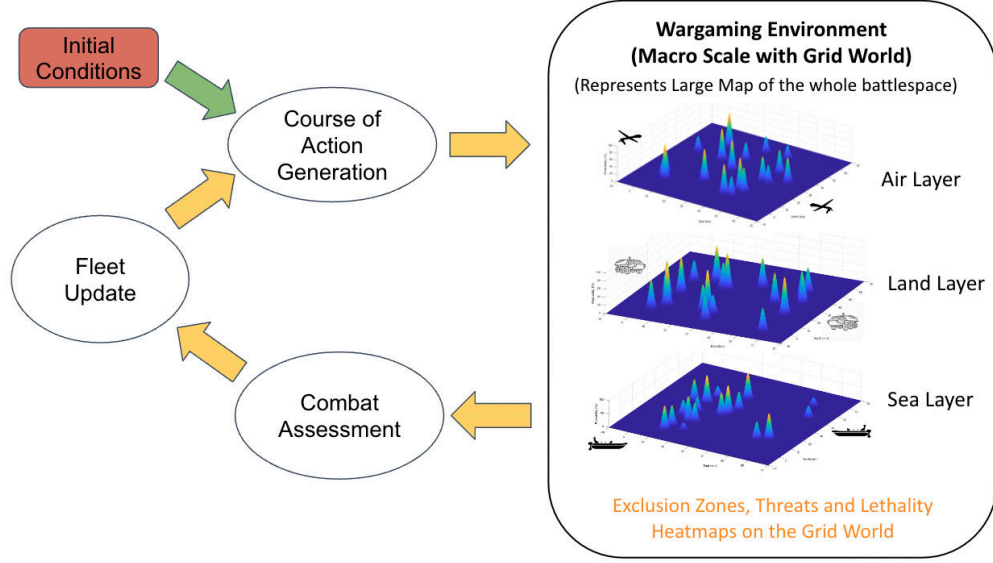 Initial
Conditions
Course of
Action
Generation
Fleet
Update
Combat
Assessment
Wargaming Environment
(Macro Scale with Grid World)
(Represents Large Map of the whole battlespace)
Air Layer
Land Layer
Sea Layer
Exclusion Zones, Threats and Lethality
Heatmaps on the Grid World